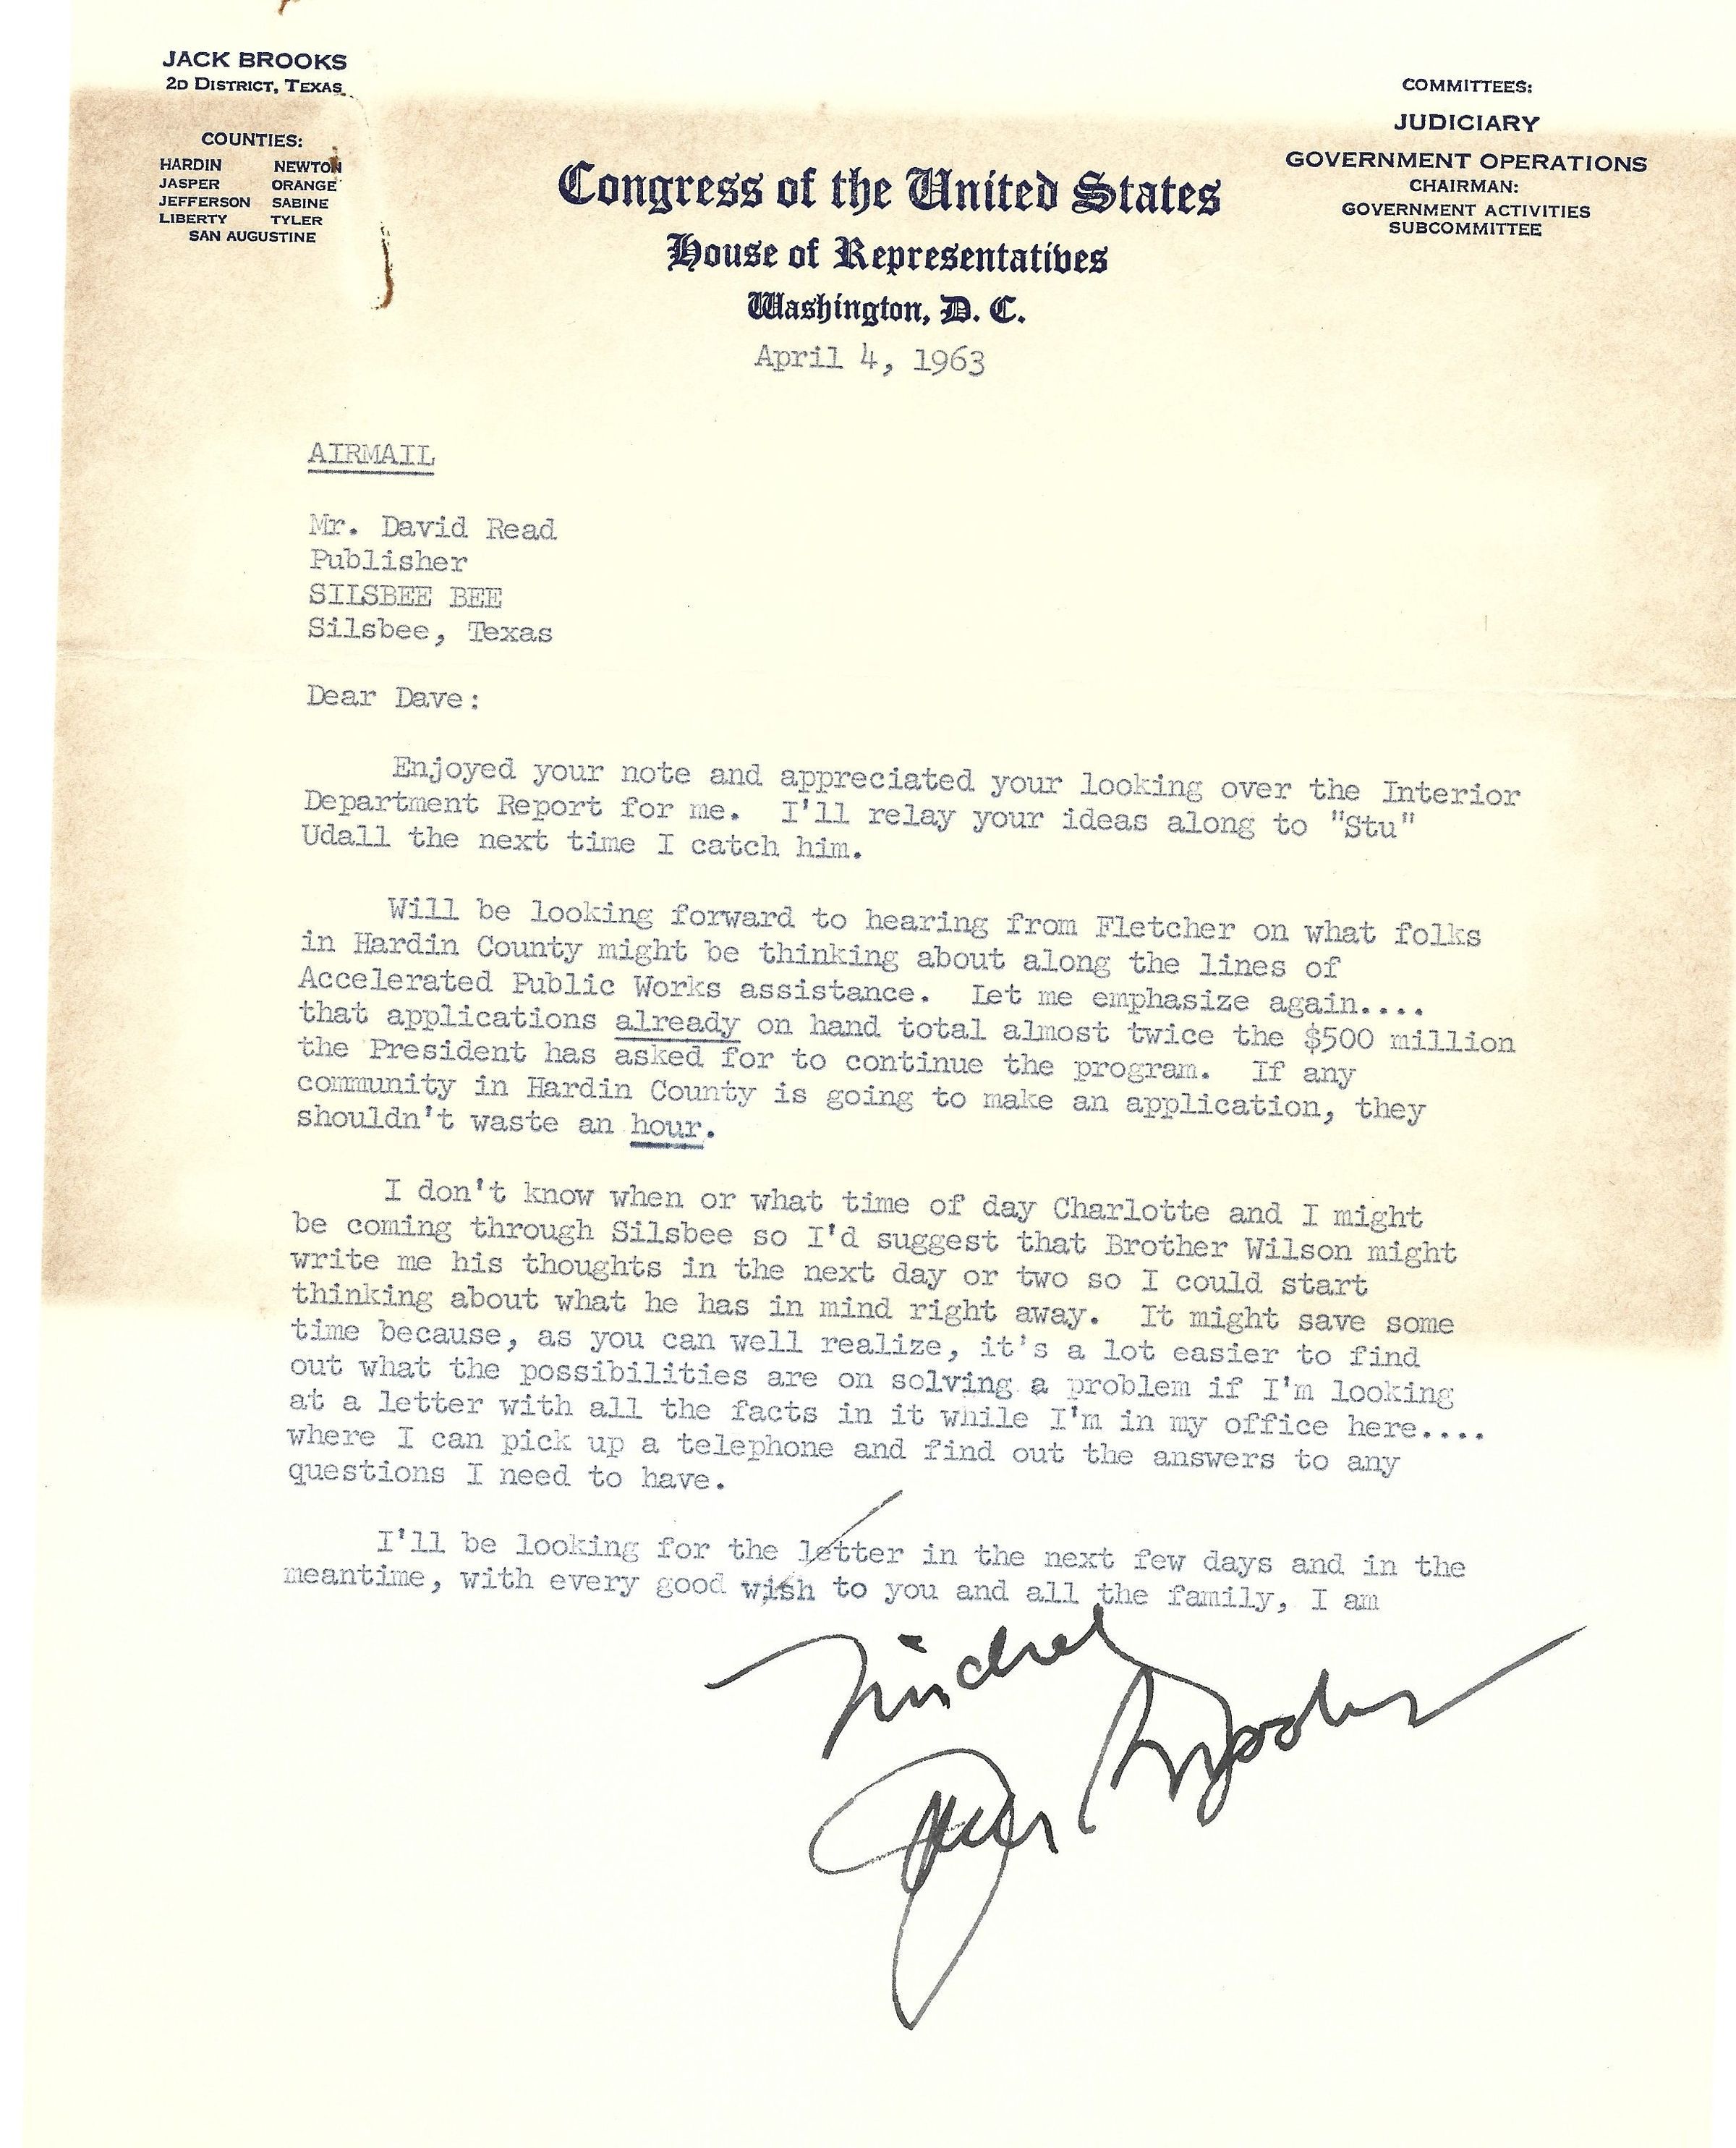 JACK BROOKS
2D DISTRICT, TEXAS
COUNTIES:
HARDIN NEWTON
JASPER ORANGE
JEFFERSON SABINE
LIBERTY TYLER
SAN AUGUSTINE
COMMITTEES:
JUDICIARY
GOVERNMENT OPERATIONS
CHAIRMAN:
GOVERNMENT ACTIVITIES
SUBCOMMITTEE
Congress of the United States
House of Representatives
Washington, D. C.
April 4, 1963
AIRMAIL
Mr. David Read
Publisher
SILSBEE BEE
Silsbee, Texas
Dear Dave:
Enjoyed your note and appreciated your looking over the Interior
Department Report for me. I'll relay your ideas along to "Stu"
Udall the next time I catch him.
Will be looking forward to hearing from Fletcher on what folks
in Hardin County might be thinking about along the lines of
Accelerated Public Works assistance. Let me emphasize again....
that applications already on hand total almost twice the $500 million
the President has asked for to continue the program. If any
community in Hardin County is going to make an application, they
shouldn't waste an hour.
I don't know when or what time of day Charlotte and I might
be coming through Silsbee so I'd suggest that Brother Wilson might
write me his thoughts in the next day or two so I could start
thinking about what he has in mind right away. It might save some
time because, as you can well realize, it's a lot easier to find
out what the possibilities are on solving a problem if I'm looking
at a letter with all the facts in it while I'm in my office here....
where I can pick up a telephone and find out the answers to any
questions I need to have.
I'll be looking for the letter in the next few days and in the
meantime, with every good wish to you and all the family, I am
Jack Brooks